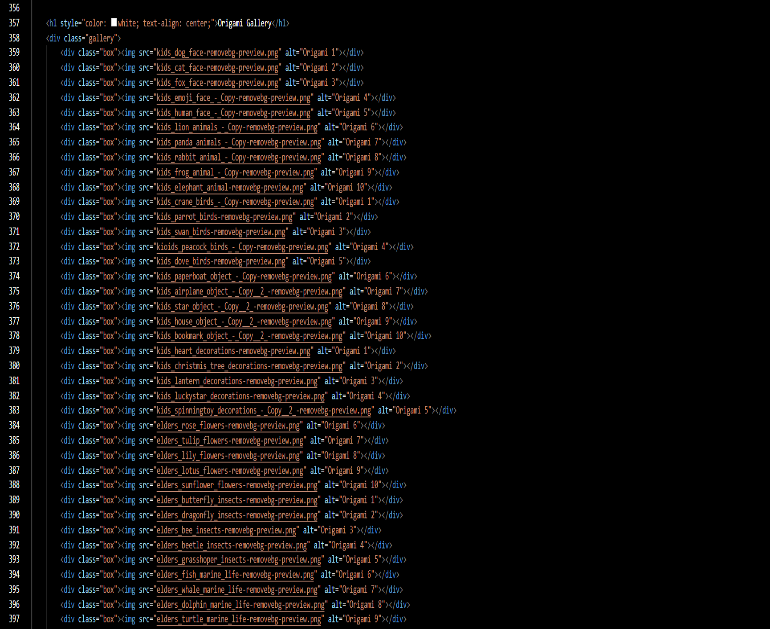 356
357 <h1 style="color: white; text-align: center;">Origami Gallery</h1>
358 <div class="gallery">
359 <div class="box"><img src="kids_dog_face-removebg-preview.png" alt="Origami 1"></div>
360 <div class="box"><img src="kids_cat_face-removebg-preview.png" alt="Origami 2"></div>
361 <div class="box"><img src="kids_fox_face-removebg-preview.png" alt="Origami 3"></div>
362 <div class="box"><img src="kids_emoji_face_-_Copy-removebg-preview.png" alt="Origami 4"></div>
363 <div class="box"><img src="kids_human_face_-_Copy-removebg-preview.png" alt="Origami 5"></div>
364 <div class="box"><img src="kids_lion_animals_-_Copy-removebg-preview.png" alt="Origami 6"></div>
365 <div class="box"><img src="kids_panda_animals_-_Copy-removebg-preview.png" alt="Origami 7"></div>
366 <div class="box"><img src="kids_rabbit_animal_-_Copy-removebg-preview.png" alt="Origami 8"></div>
367 <div class="box"><img src="kids_frog_animal_-_Copy-removebg-preview.png" alt="Origami 9"></div>
368 <div class="box"><img src="kids_elephant_animal-removebg-preview.png" alt="Origami 10"></div>
369 <div class="box"><img src="kids_crane_birds_-_Copy-removebg-preview.png" alt="Origami 1"></div>
370 <div class="box"><img src="kids_parrot_birds-removebg-preview.png" alt="Origami 2"></div>
371 <div class="box"><img src="kids_swan_birds-removebg-preview.png" alt="Origami 3"></div>
372 <div class="box"><img src="kioids_peacock_birds_-_Copy-removebg-preview.png" alt="Origami 4"></div>
373 <div class="box"><img src="kids_dove_birds-removebg-preview.png" alt="Origami 5"></div>
374 <div class="box"><img src="kids_paperboat_object_-_Copy-removebg-preview.png" alt="Origami 6"></div>
375 <div class="box"><img src="kids_airplane_object_-_Copy__2_-removebg-preview.png" alt="Origami 7"></div>
376 <div class="box"><img src="kids_star_object_-_Copy__2_-removebg-preview.png" alt="Origami 8"></div>
377 <div class="box"><img src="kids_house_object_-_Copy__2_-removebg-preview.png" alt="Origami 9"></div>
378 <div class="box"><img src="kids_bookmark_object_-_Copy__2_-removebg-preview.png" alt="Origami 10"></div>
379 <div class="box"><img src="kids_heart_decorations-removebg-preview.png" alt="Origami 1"></div>
380 <div class="box"><img src="kids_christmis_tree_decorations-removebg-preview.png" alt="Origami 2"></div>
381 <div class="box"><img src="kids_lantern_decorations-removebg-preview.png" alt="Origami 3"></div>
382 <div class="box"><img src="kids_luckystar_decorations-removebg-preview.png" alt="Origami 4"></div>
383 <div class="box"><img src="kids_spinningtoy_decorations_-_Copy__2_-removebg-preview.png" alt="Origami 5"></div>
384 <div class="box"><img src="elders_rose_flowers-removebg-preview.png" alt="Origami 6"></div>
385 <div class="box"><img src="elders_tulip_flowers-removebg-preview.png" alt="Origami 7"></div>
386 <div class="box"><img src="elders_lily_flowers-removebg-preview.png" alt="Origami 8"></div>
387 <div class="box"><img src="elders_lotus_flowers-removebg-preview.png" alt="Origami 9"></div>
388 <div class="box"><img src="elders_sunflower_flowers-removebg-preview.png" alt="Origami 10"></div>
389 <div class="box"><img src="elders_butterfly_insects-removebg-preview.png" alt="Origami 1"></div>
390 <div class="box"><img src="elders_dragonfly_insects-removebg-preview.png" alt="Origami 2"></div>
391 <div class="box"><img src="elders_bee_insects-removebg-preview.png" alt="Origami 3"></div>
392 <div class="box"><img src="elders_beetle_insects-removebg-preview.png" alt="Origami 4"></div>
393 <div class="box"><img src="elders_grasshoper_insects-removebg-preview.png" alt="Origami 5"></div>
394 <div class="box"><img src="elders_fish_marine_life-removebg-preview.png" alt="Origami 6"></div>
395 <div class="box"><img src="elders_whale_marine_life-removebg-preview.png" alt="Origami 7"></div>
396 <div class="box"><img src="elders_dolphin_marine_life-removebg-preview.png" alt="Origami 8"></div>
397 <div class="box"><img src="elders_turtle_marine_life-removebg-preview.png" alt="Origami 9"></div>